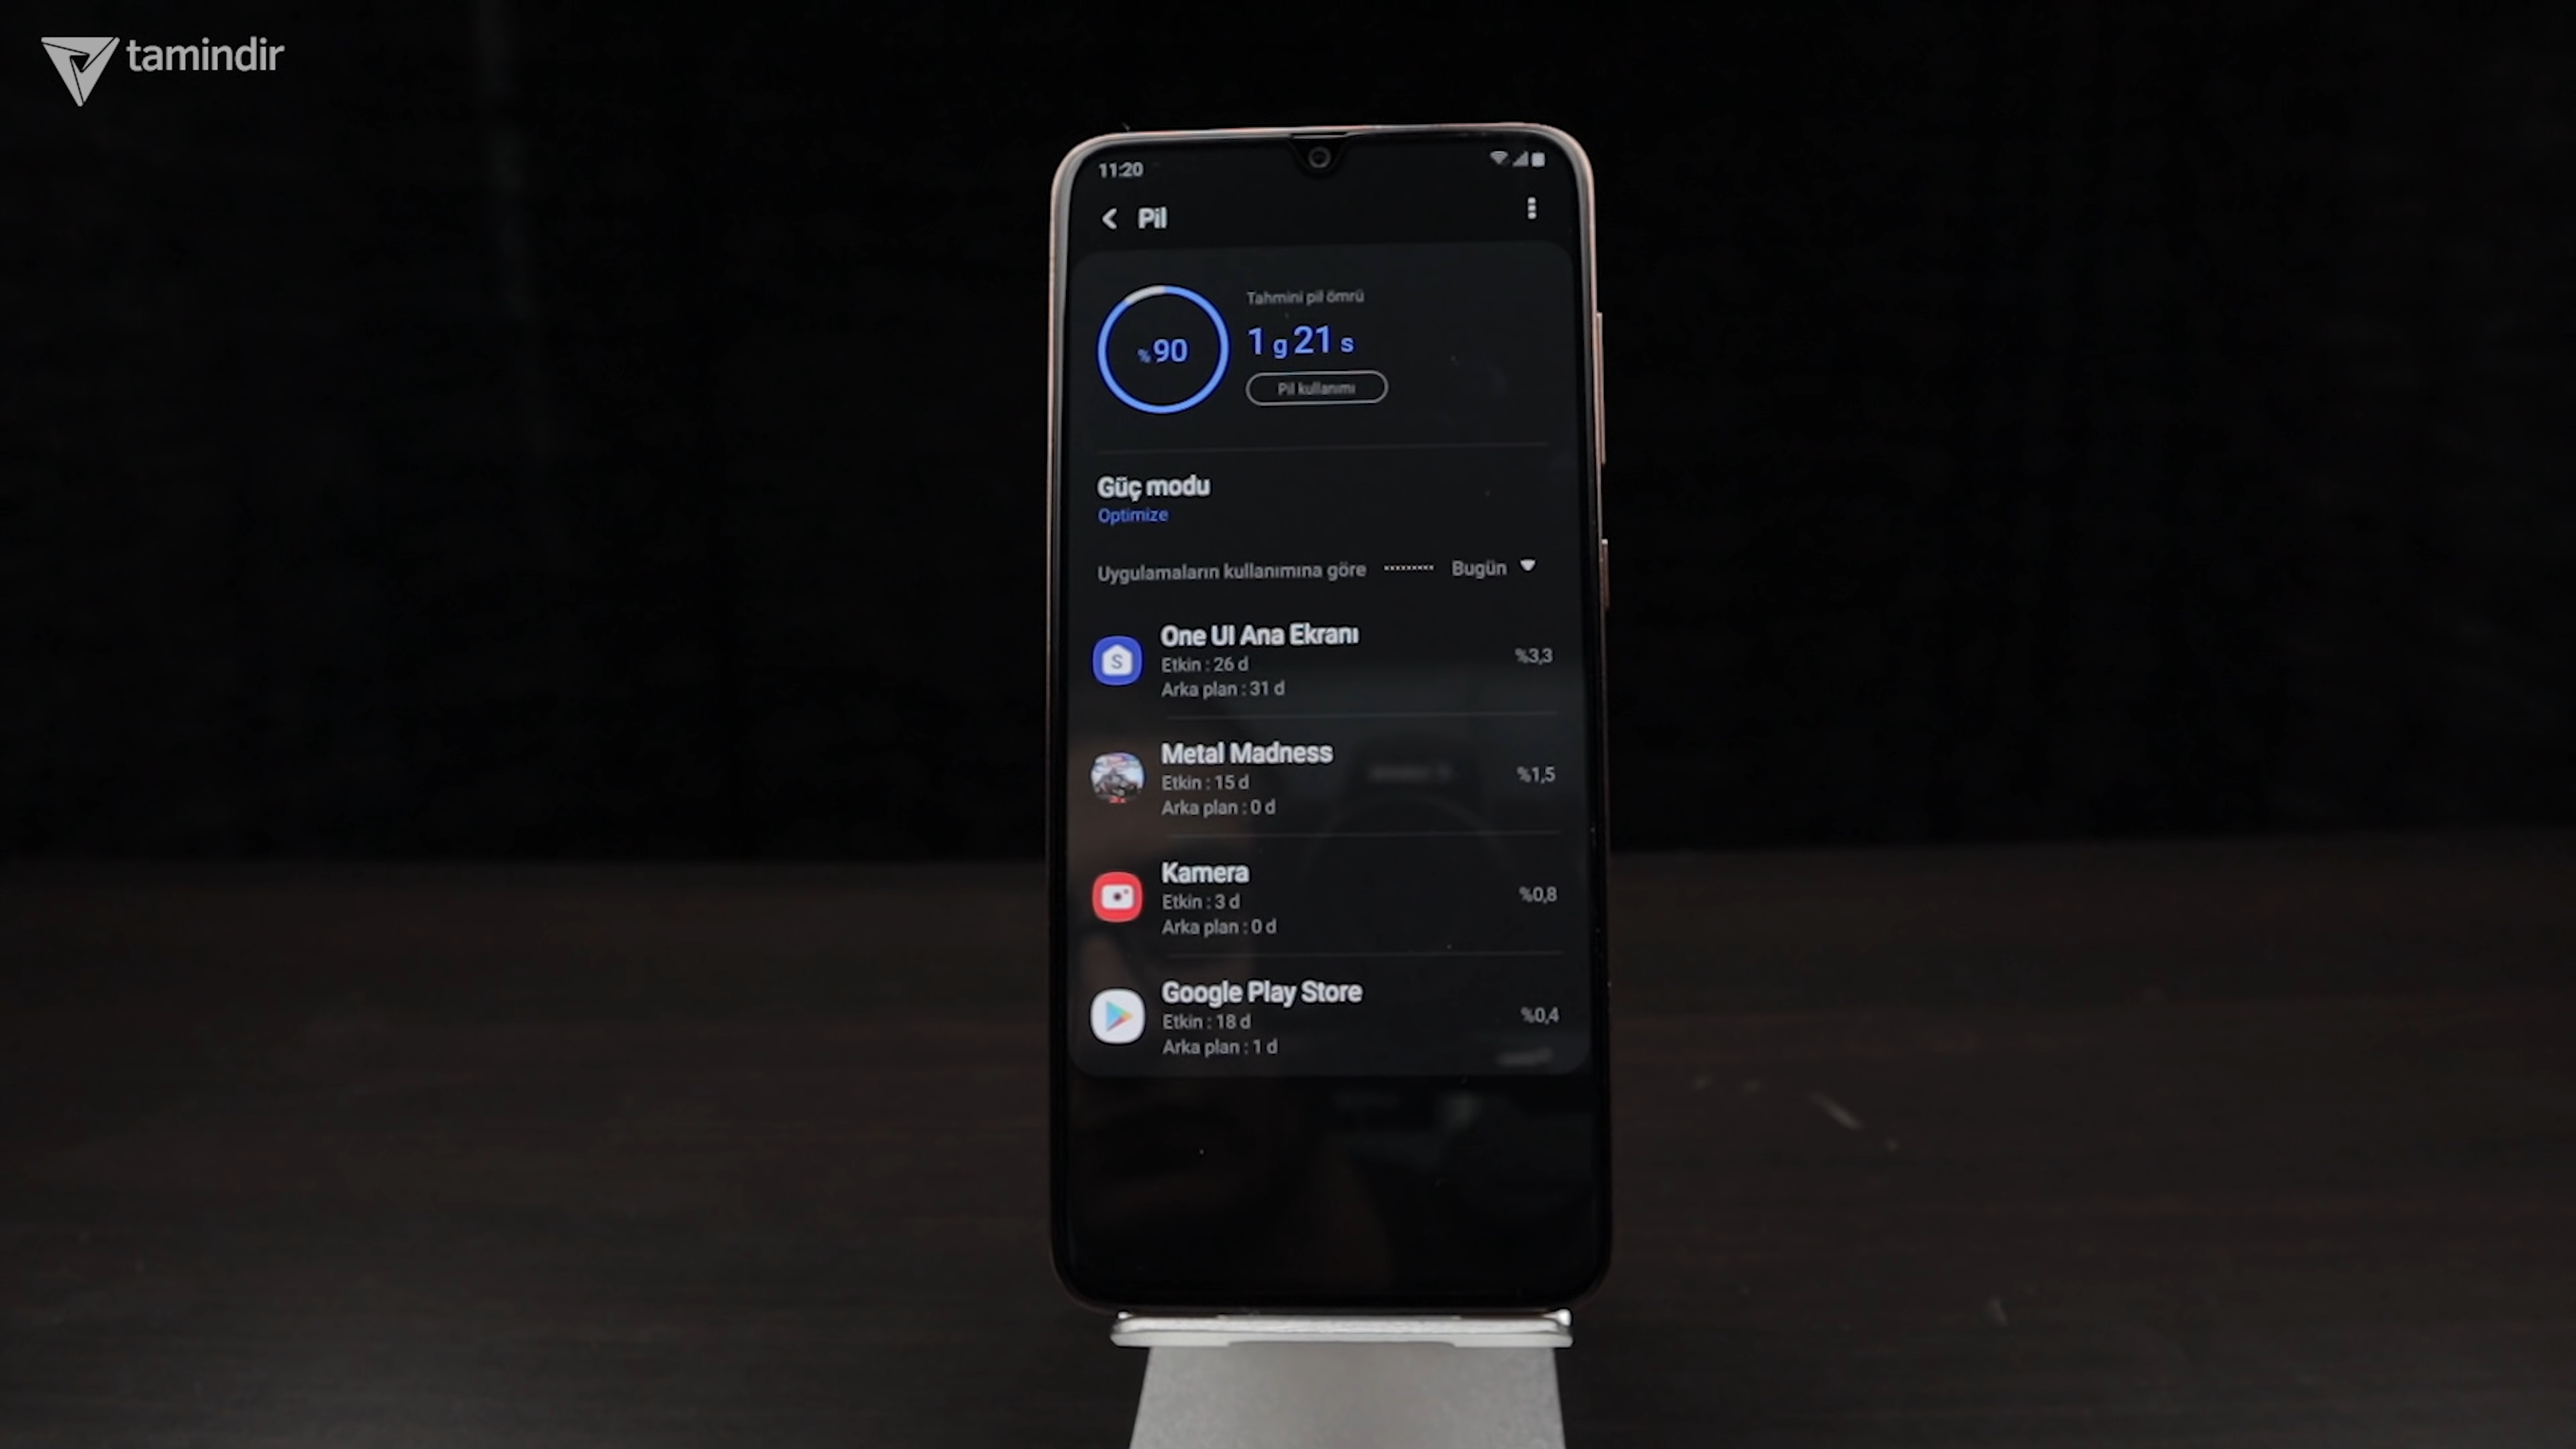 tamindir
11:20
Pil
%90
Tahmini pil ömrü
1 g 21 s
Pil kullanımı
Güç modu
Optimize
Uygulamaların kullanımına göre
Bugün
One UI Ana Ekranı
Etkin : 26 d
Arka plan : 31 d
%3,3
Metal Madness
Etkin : 15 d
Arka plan : 0 d
%1,5
Kamera
Etkin : 3 d
Arka plan : 0 d
%0,8
Google Play Store
Etkin : 18 d
Arka plan : 1 d
%0,4